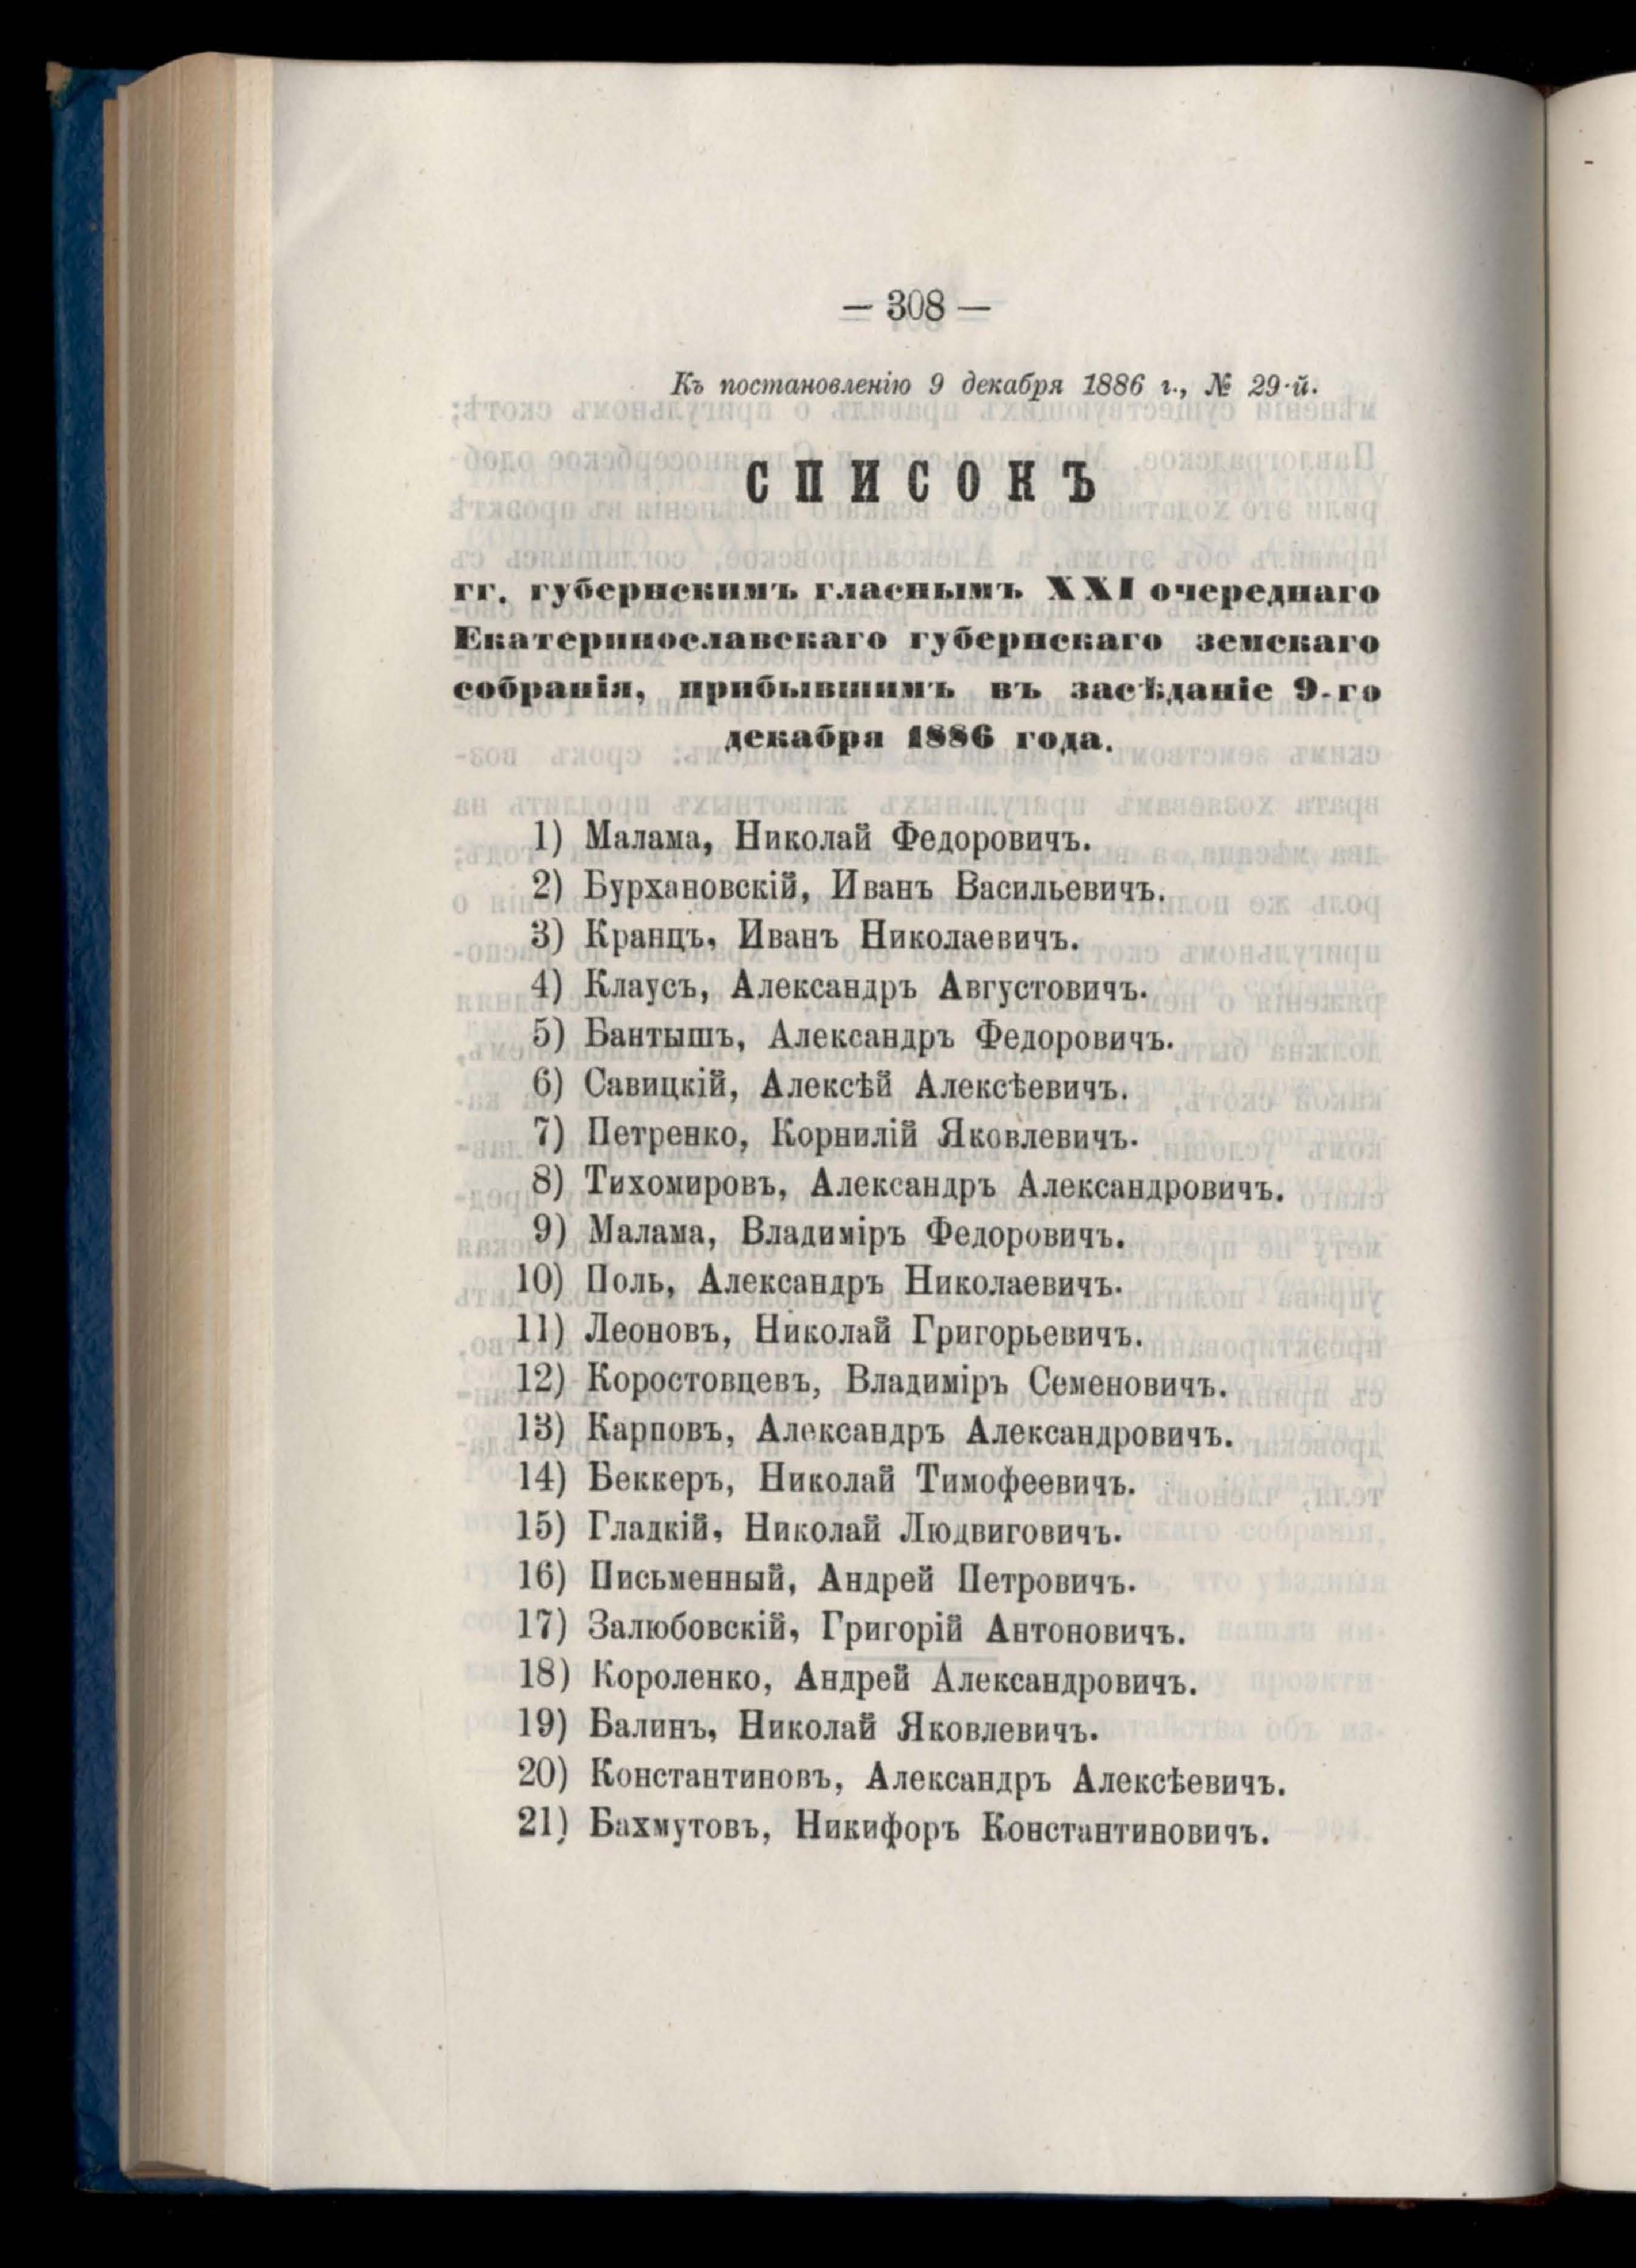 — 308 —
Къ постановленію 9 декабря 1886 г., № 29-й.
СПИСОКЪ
гг. губернскимъ гласнымъ XXI очереднаго
Екатеринославскаго губернскаго земскаго
собранія, прибывшимъ въ засѣданіе 9-го
декабря 1886 года.
1) Малама, Николай Федоровичъ.
2) Бурхановскій, Иванъ Васильевичъ.
3) Кранцъ, Иванъ Николаевичъ.
4) Клаусъ, Александръ Августовичъ.
5) Бантышъ, Александръ Федоровичъ.
6) Савицкій, Алексѣй Алексѣевичъ.
7) Петренко, Корнилій Яковлевичъ.
8) Тихомировъ, Александръ Александровичъ.
9) Малама, Владиміръ Федоровичъ.
10) Поль, Александръ Николаевичъ.
11) Леоновъ, Николай Григорьевичъ.
12) Коростовцевъ, Владиміръ Семеновичъ.
13) Карповъ, Александръ Александровичъ.
14) Беккеръ, Николай Тимофеевичъ.
15) Гладкій, Николай Людвиговичъ.
16) Письменный, Андрей Петровичъ.
17) Залюбовскій, Григорій Антоновичъ.
18) Короленко, Андрей Александровичъ.
19) Балинъ, Николай Яковлевичъ.
20) Константиновъ, Александръ Алексѣевичъ.
21) Бахмутовъ, Никифоръ Константиновичъ.